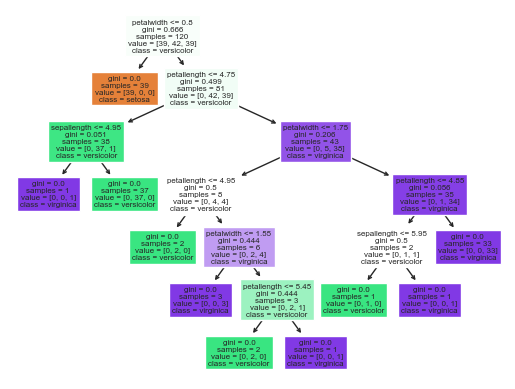 petalwidth <= 0.8
gini = 0.666
samples = 120
value = [39, 42, 39]
class = versicolor
gini = 0.0
samples = 39
value = [39, 0, 0]
class = setosa
petallength <= 4.75
gini = 0.499
samples = 81
value = [0, 42, 39]
class = versicolor
sepallength <= 4.95
gini = 0.051
samples = 38
value = [0, 37, 1]
class = versicolor
petalwidth <= 1.75
gini = 0.206
samples = 43
value = [0, 5, 38]
class = virginica
gini = 0.0
samples = 1
value = [0, 0, 1]
class = virginica
gini = 0.0
samples = 37
value = [0, 37, 0]
class = versicolor
petallength <= 4.95
gini = 0.5
samples = 8
value = [0, 4, 4]
class = versicolor
petallength <= 4.85
gini = 0.056
samples = 35
value = [0, 1, 34]
class = virginica
gini = 0.0
samples = 2
value = [0, 2, 0]
class = versicolor
petalwidth <= 1.55
gini = 0.444
samples = 6
value = [0, 2, 4]
class = virginica
sepallength <= 5.95
gini = 0.5
samples = 2
value = [0, 1, 1]
class = versicolor
gini = 0.0
samples = 33
value = [0, 0, 33]
class = virginica
gini = 0.0
samples = 3
value = [0, 0, 3]
class = virginica
petallength <= 5.45
gini = 0.444
samples = 3
value = [0, 2, 1]
class = versicolor
gini = 0.0
samples = 1
value = [0, 1, 0]
class = versicolor
gini = 0.0
samples = 1
value = [0, 0, 1]
class = virginica
gini = 0.0
samples = 2
value = [0, 2, 0]
class = versicolor
gini = 0.0
samples = 1
value = [0, 0, 1]
class = virginica